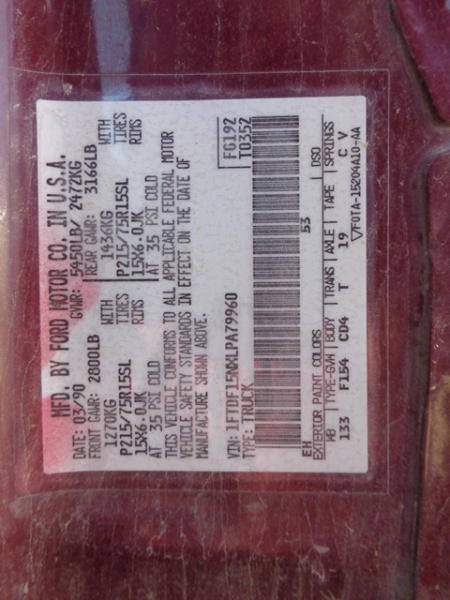 MFD. BY FORD MOTOR CO. IN U.S.A.
DATE: 03/90 GVWR: 5450LB/ 2472KG
FRONT GAWR: 2800LB REAR GAWR: 3166LB
1270KG WITH 1436KG WITH
P215/75R15SL TIRES P215/75R15SL TIRES
15X6.0JK RIMS 15X6.0JK RIMS
AT 35 PSI COLD AT 35 PSI COLD
THIS VEHICLE CONFORMS TO ALL APPLICABLE FEDERAL MOTOR
VEHICLE SAFETY STANDARDS IN EFFECT ON THE DATE OF
MANUFACTURE SHOWN ABOVE.
VIN: 1FTDF15NXMLPA79960 FG192
TYPE: TRUCK T0352
EH 53
EXTERIOR PAINT COLORS DSO
WB TYPE-GVW BODY TRANS AXLE TAPE SPRINGS
133 F154 CD4 T 19 C V
F0TA-15204A10-AA